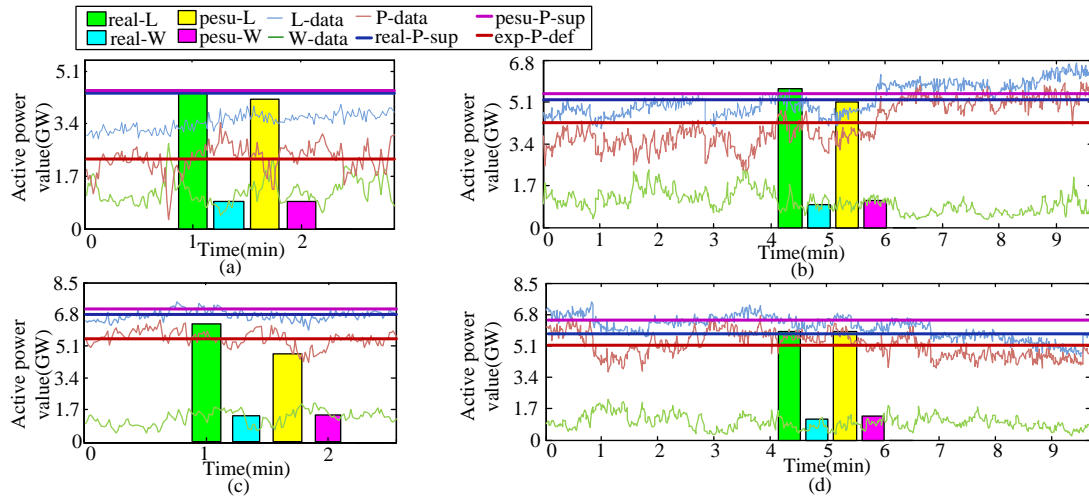 real-L pesu-L L-data P-data pesu-P-sup
real-W pesu-W W-data real-P-sup exp-P-def
Active power
value(GW)
5.1
3.4
1.7
0
0 1 2
Time(min)
(a)
Active power
value(GW)
6.8
5.1
3.4
1.7
0
0 1 2 3 4 5 6 7 8 9
Time(min)
(b)
Active power
value(GW)
8.5
6.8
5.1
3.4
1.7
0
1 2
Time(min)
(c)
Active power
value(GW)
8.5
6.8
5.1
3.4
1.7
0
0 1 2 3 4 5 6 7 8 9
Time(min)
(d)